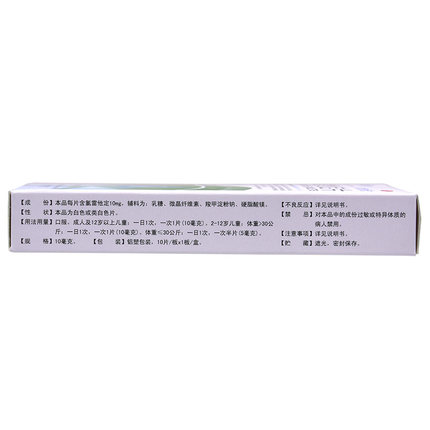 【成　　份】本品每片含氯雷他定10mg。辅料为：乳糖、微晶纤维素、羧甲淀粉钠、硬脂酸镁。
【性　　状】本品为白色或类白色片。
【用法用量】口服。成人及12岁以上儿童：一日1次，一次1片(10毫克)。2-12岁儿童：体重>30公
斤：一日1次，一次1片(10毫克)。体重≤30公斤：一日1次，一次半片(5毫克)。
【规　　格】10毫克。【包　　装】铝塑包装。10片/板x1板/盒。
【不良反应】详见说明书。
【禁　　忌】对本品中的成份过敏或特异体质的
病人禁用。
【注意事项】详见说明书。
【贮　　藏】遮光，密封保存。